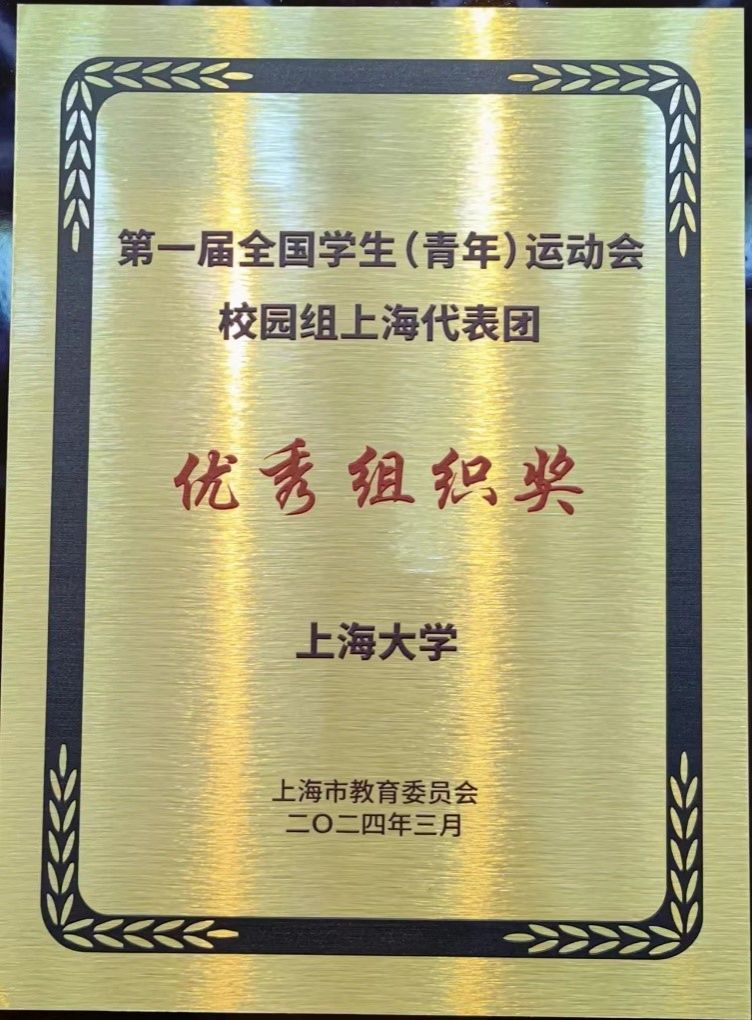 第一届全国学生（青年）运动会
校园组上海代表团
优秀组织奖
上海大学
上海市教育委员会
二〇二四年三月